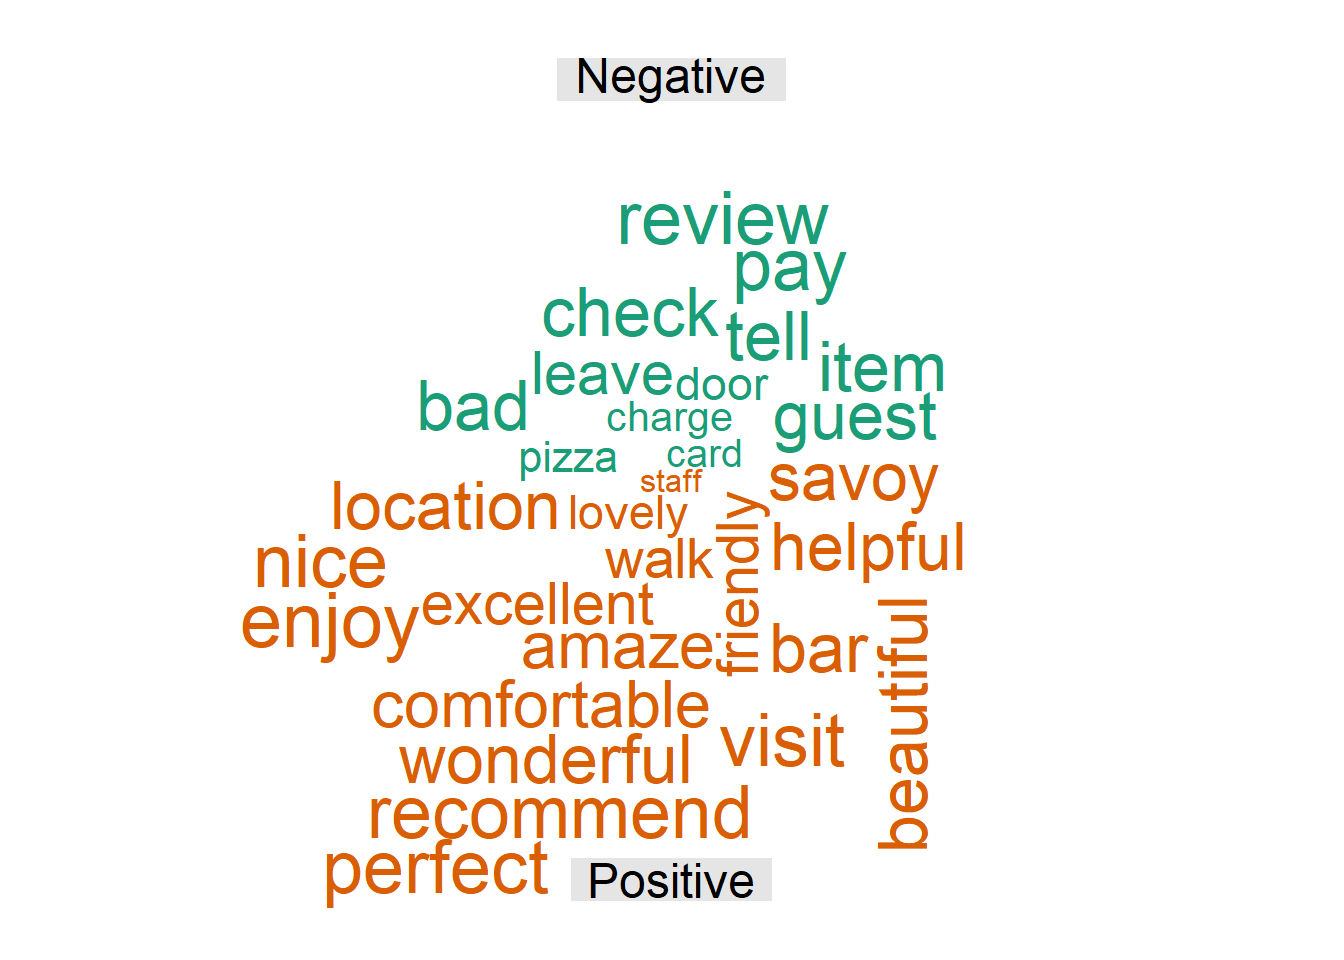 Negative
review
pay
check
tell
item
leave
door
bad
guest
charge
pizza
card
staff
savoy
location
lovely
friendly
helpful
nice
walk
excellent
enjoy
amaze
bar
beautiful
comfortable
visit
wonderful
recommend
perfect
Positive